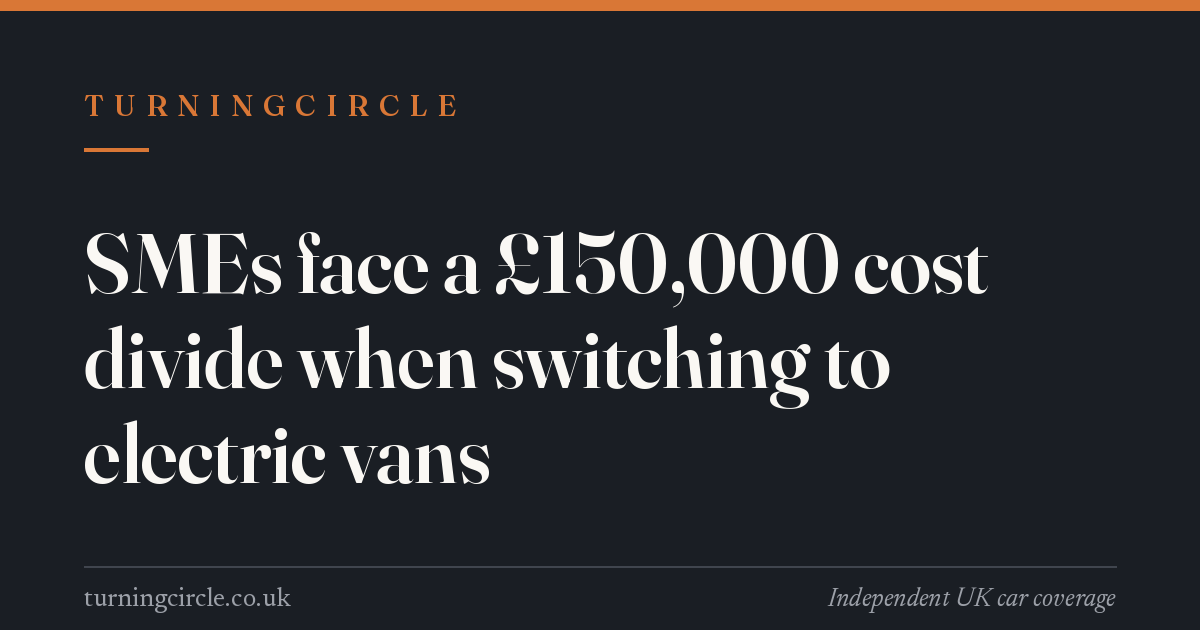 TURNINGCIRCLE
SMEs face a £150,000 cost
divide when switching to
electric vans
turningcircle.co.uk
Independent UK car coverage